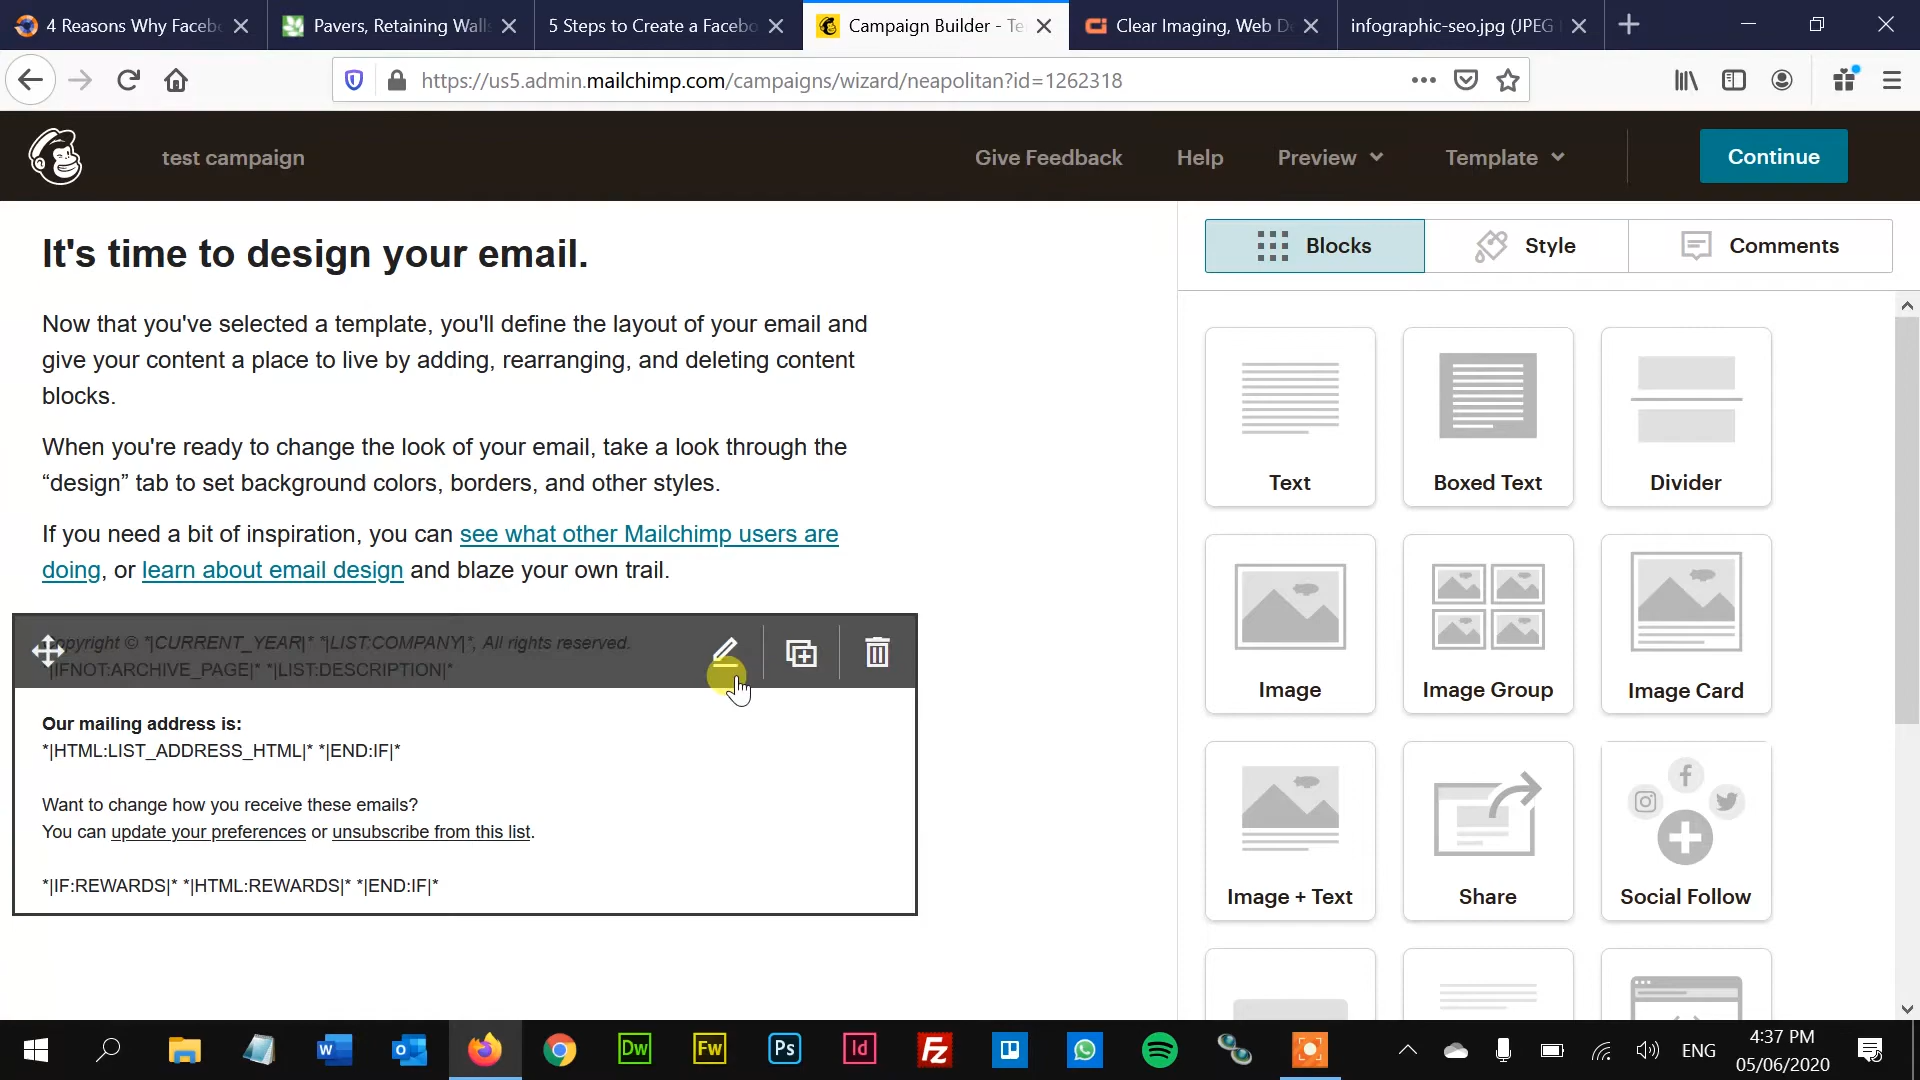 4 Reasons Why Faceb
Pavers, Retaining Walls
5 Steps to Create a Facebo
Campaign Builder - Te
Clear Imaging, Web De
infographic-seo.jpg (JPEG
https://us5.admin.mailchimp.com/campaigns/wizard/neapolitan?id=1262318
test campaign
Give Feedback
Help
Preview
Template
Continue
It's time to design your email.
Now that you've selected a template, you'll define the layout of your email and
give your content a place to live by adding, rearranging, and deleting content
blocks.
When you're ready to change the look of your email, take a look through the
“design” tab to set background colors, borders, and other styles.
If you need a bit of inspiration, you can see what other Mailchimp users are
doing, or learn about email design and blaze your own trail.
opyright © *|CURRENT_YEAR|* *|LIST:COMPANY|*, All rights reserved.
*|IFNOT:ARCHIVE_PAGE|* *|LIST:DESCRIPTION|*
Our mailing address is:
*|HTML:LIST_ADDRESS_HTML|* *|END:IF|*
Want to change how you receive these emails?
You can update your preferences or unsubscribe from this list.
*|IF:REWARDS|* *|HTML:REWARDS|* *|END:IF|*
Blocks
Style
Comments
Text
Boxed Text
Divider
Image
Image Group
Image Card
Image + Text
Share
Social Follow
Dw
Fw
Ps
Id
Fz
ENG
4:37 PM
05/06/2020